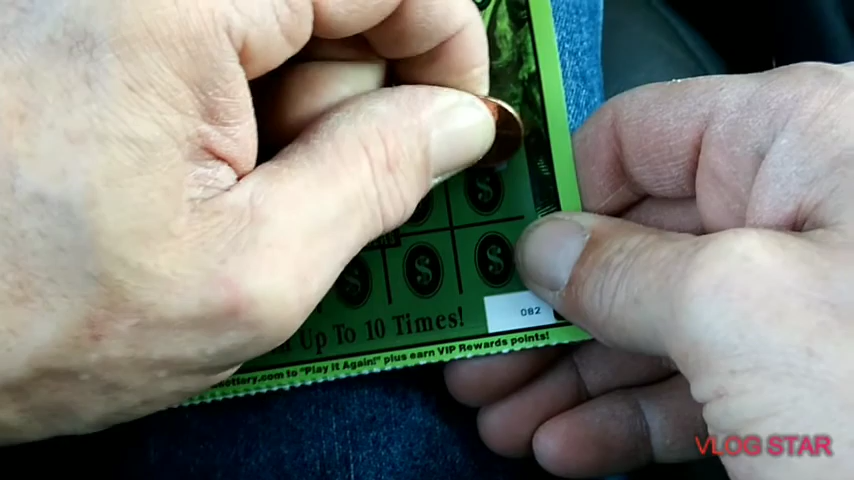 $ $
$ $ $
Up To 10 Times!
082
to "Play it Again!" plus earn VIP Rewards points!
VLOG STAR